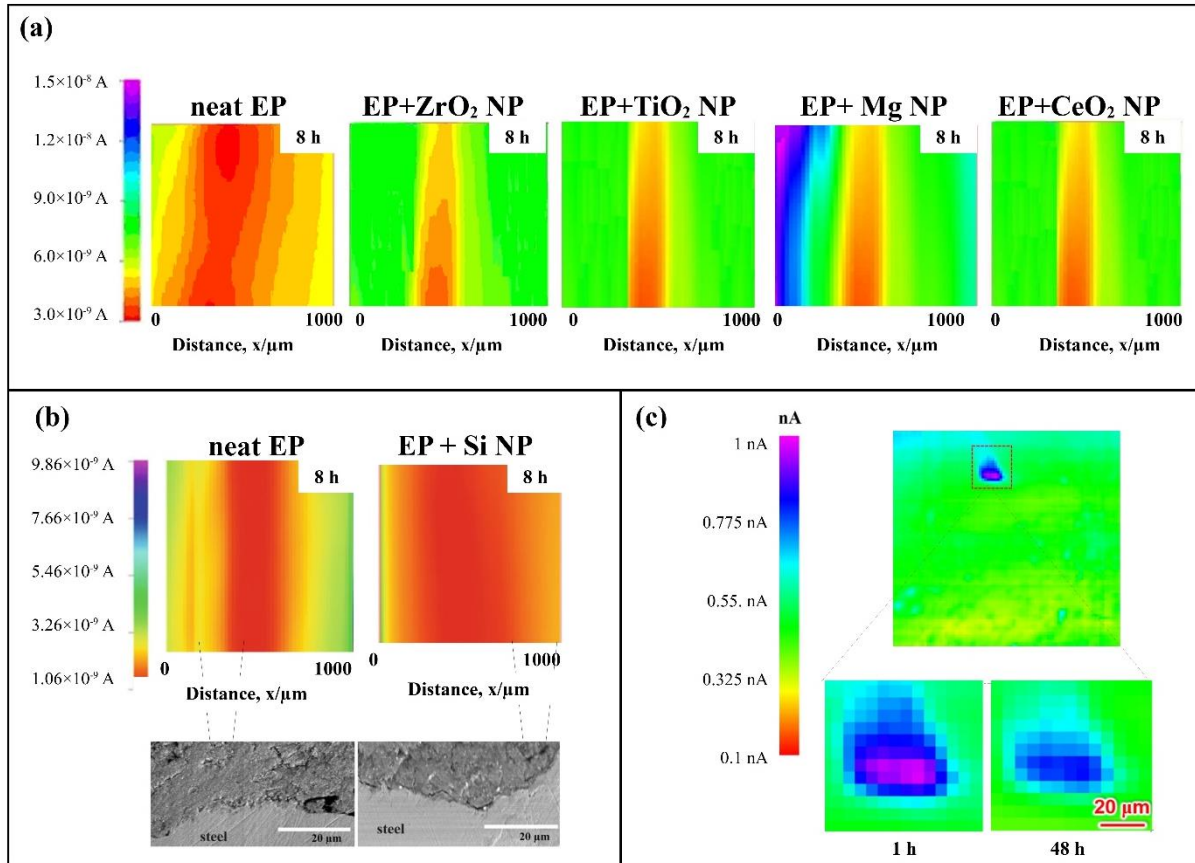 (a)
neat EP EP+ZrO₂ NP EP+TiO₂ NP EP+ Mg NP EP+CeO₂ NP
8 h 8 h 8 h 8 h 8 h
1.5×10⁻⁸ A
1.2×10⁻⁸ A
9.0×10⁻⁹ A
6.0×10⁻⁹ A
3.0×10⁻⁹ A
0 1000 0 1000 0 1000 0 1000 0 1000
Distance, x/µm Distance, x/µm Distance, x/µm Distance, x/µm Distance, x/µm
(b)
neat EP EP + Si NP
8 h 8 h
9.86×10⁻⁹ A
7.66×10⁻⁹ A
5.46×10⁻⁹ A
3.26×10⁻⁹ A
1.06×10⁻⁹ A
0 1000 0 1000
Distance, x/µm Distance, x/µm
steel 20 µm steel 20 µm
(c)
nA
1 nA
0.775 nA
0.55. nA
0.325 nA
0.1 nA
20 µm
1 h 48 h